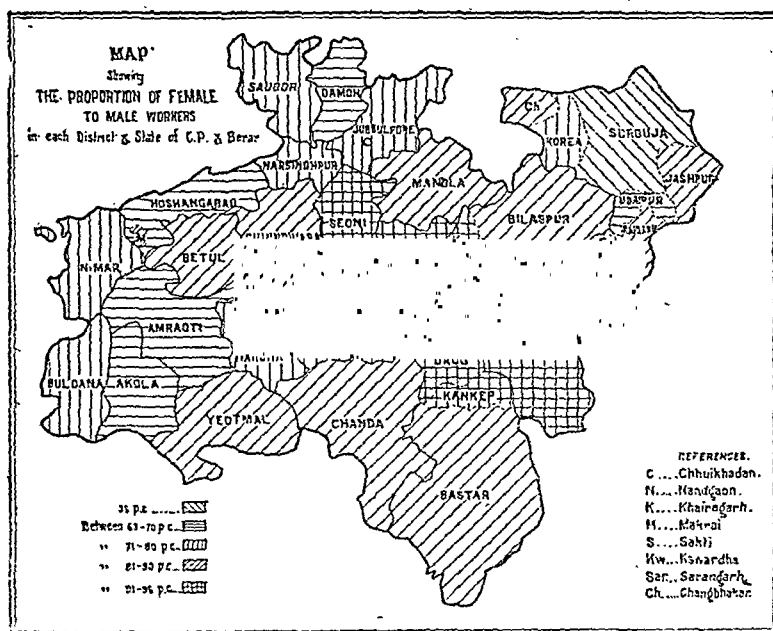 MAP
Showing
THE PROPORTION OF FEMALE
TO MALE WORKERS
in each District & State of C.P. & Berar
SAUGOR
DAMOH
JUBBULPORE
Ch
KOREA
SURGUJA
JASHPUR
UDAIPUR
NARSINGHPUR
MANDLA
HOSHANGABAD
SEONI
BILASPUR
M
BETUL
NIMAR
AMRAOTI
DRUG
BULDANA
AKOLA
KANKER
YEOTMAL
CHANDA
BASTAR
REFERENCES.
C....Chhuikhadan.
N....Nandgaon.
K....Khairagarh.
M....Makrai
S....Sakti
Kw...Kawardha
Sar...Sarangarh
Ch....Changbhakar.
35 p.c.
Between 63-70 p.c.
" 71-80 p.c.
" 81-90 p.c.
" 91-96 p.c.